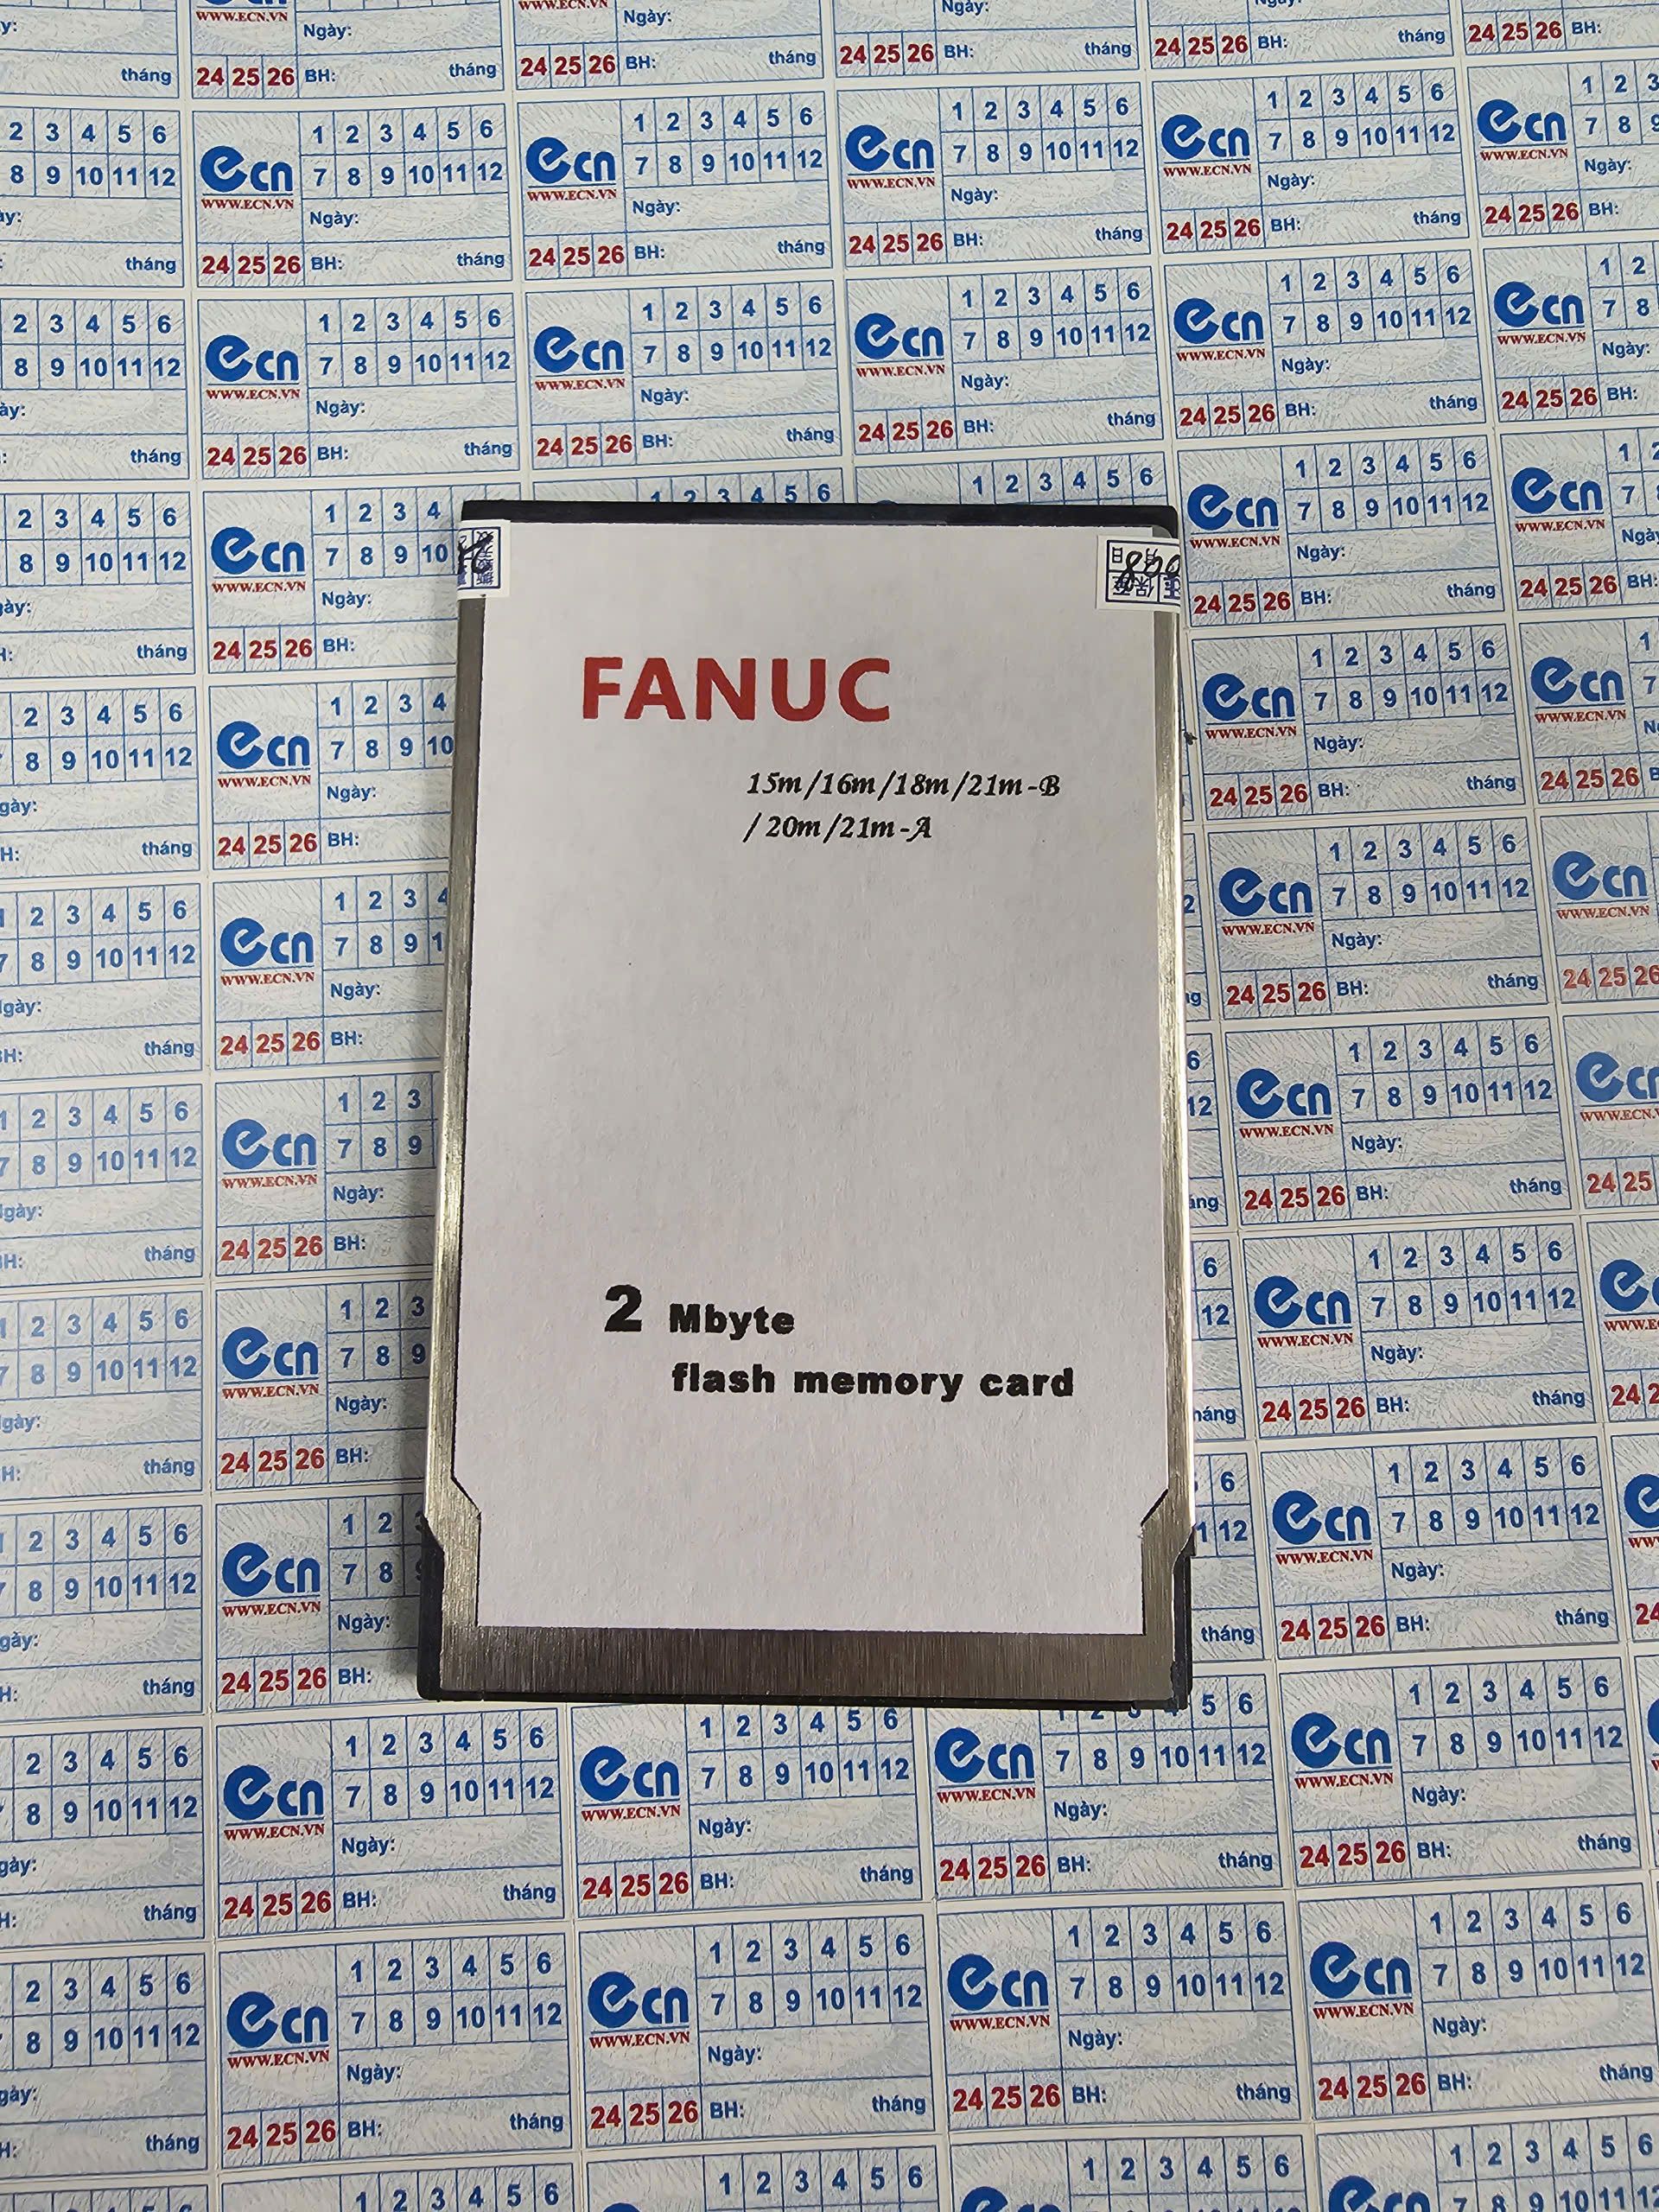 FANUC
15m/16m/18m/21m-B
/20m/21m-A
2 Mbyte
flash memory card
ecn
WWW.ECN.VN
1 2 3 4 5 6
7 8 9 10 11 12
Ngày:
24 25 26 BH: tháng